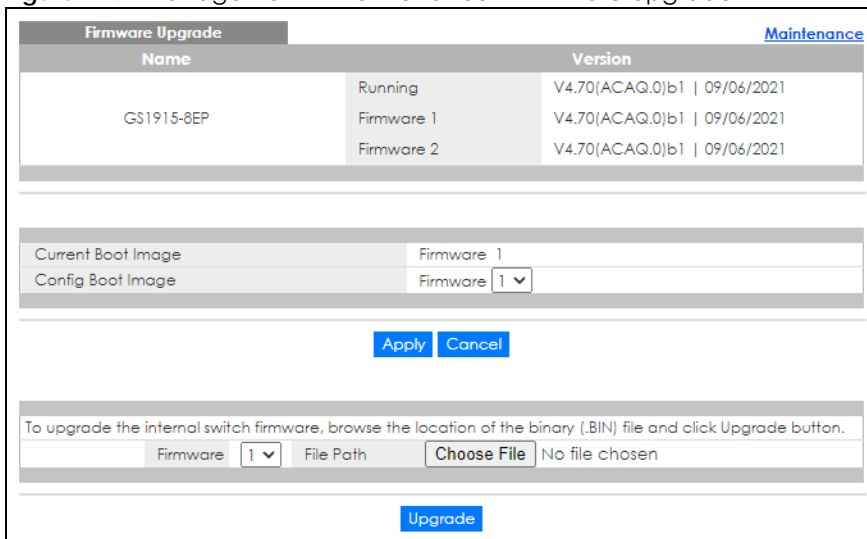 Firmware Upgrade Maintenance
Name Version
Running V4.70(ACAQ.0)b1 | 09/06/2021
GS1915-8EP Firmware 1 V4.70(ACAQ.0)b1 | 09/06/2021
Firmware 2 V4.70(ACAQ.0)b1 | 09/06/2021
Current Boot Image Firmware 1
Config Boot Image Firmware 1
Apply Cancel
To upgrade the internal switch firmware, browse the location of the binary (.BIN) file and click Upgrade button.
Firmware 1 File Path Choose File No file chosen
Upgrade